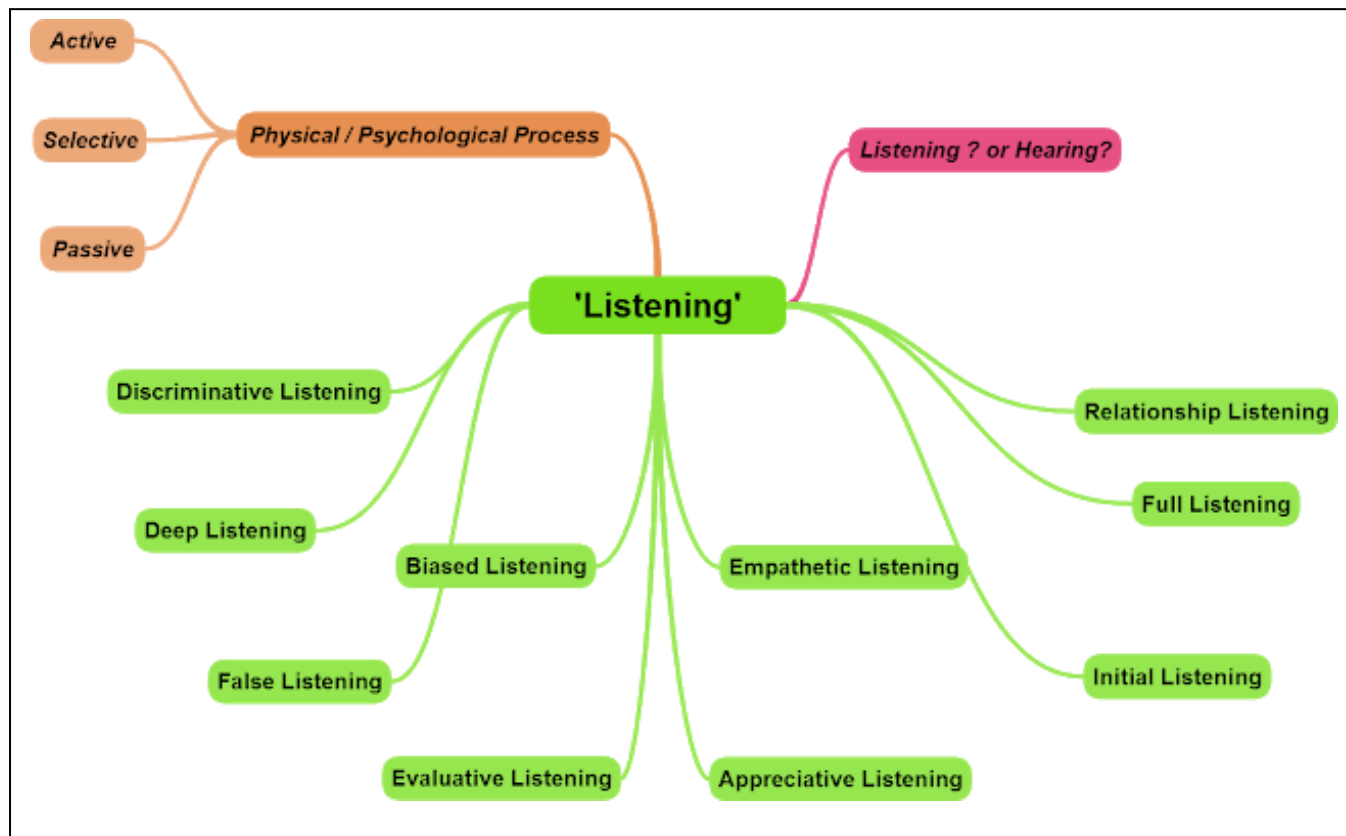 Active
Selective
Passive
Physical / Psychological Process
Listening ? or Hearing?
'Listening'
Discriminative Listening
Deep Listening
False Listening
Biased Listening
Evaluative Listening
Empathetic Listening
Appreciative Listening
Relationship Listening
Full Listening
Initial Listening